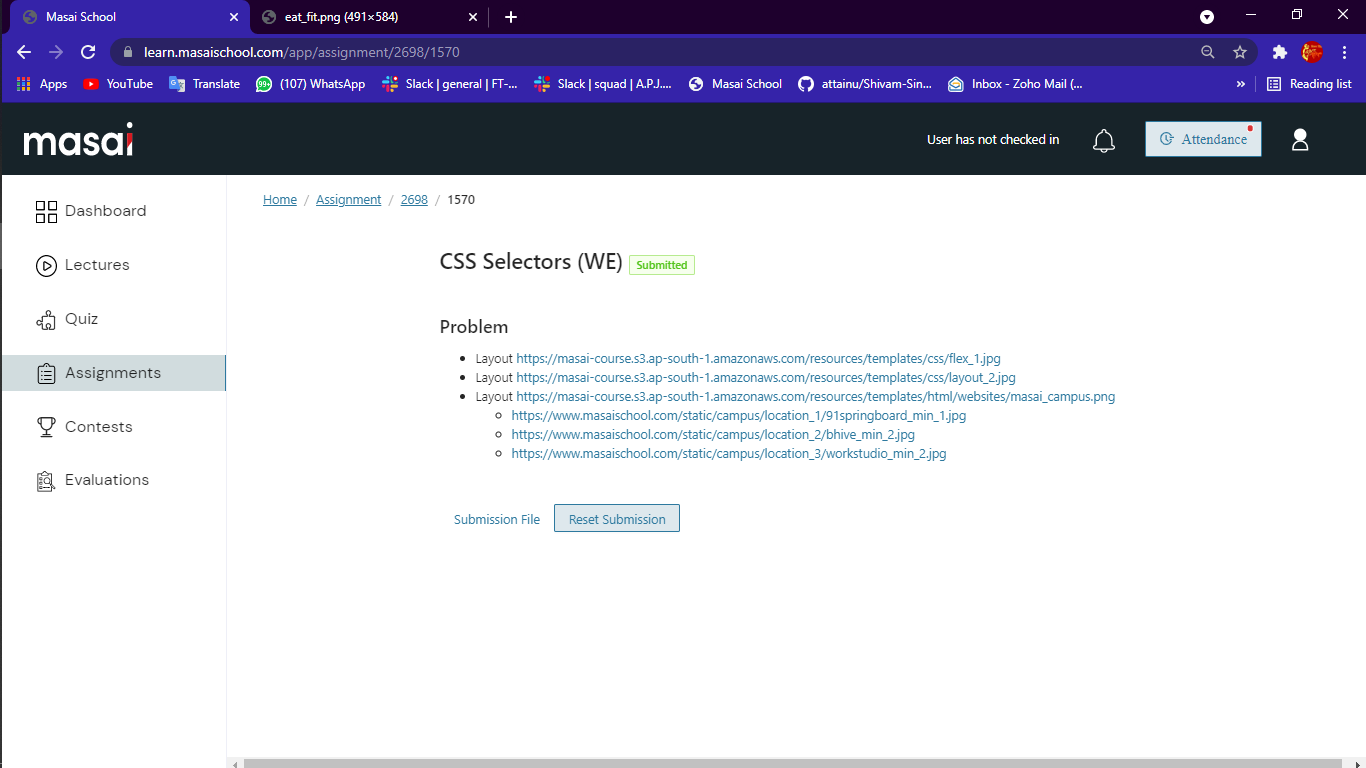 Masai School
eat_fit.png (491×584)
learn.masaischool.com/app/assignment/2698/1570
Apps
YouTube
Translate
99+
(107) WhatsApp
Slack | general | FT-...
Slack | squad | A.P.J....
Masai School
attainu/Shivam-Sin...
Inbox - Zoho Mail (...
»
Reading list
masai
User has not checked in
Attendance
Dashboard
Lectures
Quiz
Assignments
Contests
Evaluations
Home / Assignment / 2698 / 1570
CSS Selectors (WE) Submitted
Problem
Layout https://masai-course.s3.ap-south-1.amazonaws.com/resources/templates/css/flex_1.jpg
Layout https://masai-course.s3.ap-south-1.amazonaws.com/resources/templates/css/layout_2.jpg
Layout https://masai-course.s3.ap-south-1.amazonaws.com/resources/templates/html/websites/masai_campus.png
https://www.masaischool.com/static/campus/location_1/91springboard_min_1.jpg
https://www.masaischool.com/static/campus/location_2/bhive_min_2.jpg
https://www.masaischool.com/static/campus/location_3/workstudio_min_2.jpg
Submission File
Reset Submission